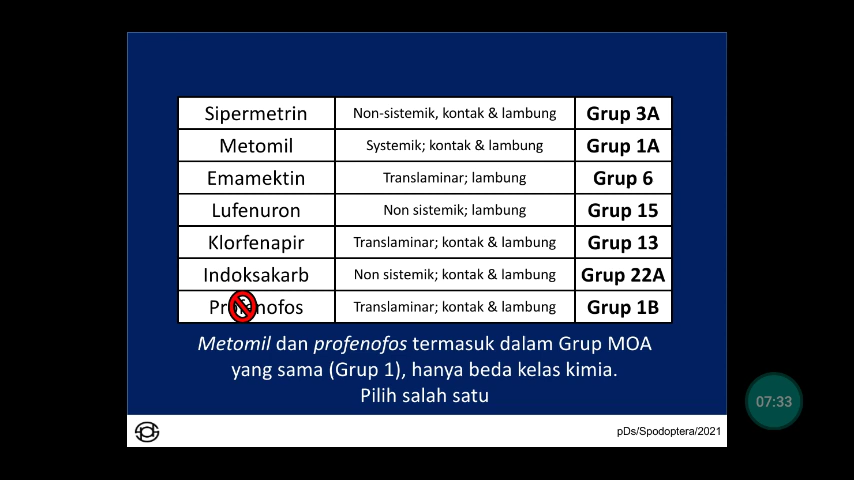 Sipermetrin Non-sistemik, kontak & lambung Grup 3A
Metomil Systemik; kontak & lambung Grup 1A
Emamektin Translaminar; lambung Grup 6
Lufenuron Non sistemik; lambung Grup 15
Klorfenapir Translaminar; kontak & lambung Grup 13
Indoksakarb Non sistemik; kontak & lambung Grup 22A
Profenofos Translaminar; kontak & lambung Grup 1B
Metomil dan profenofos termasuk dalam Grup MOA
yang sama (Grup 1), hanya beda kelas kimia.
Pilih salah satu
07:33
pDs/Spodoptera/2021